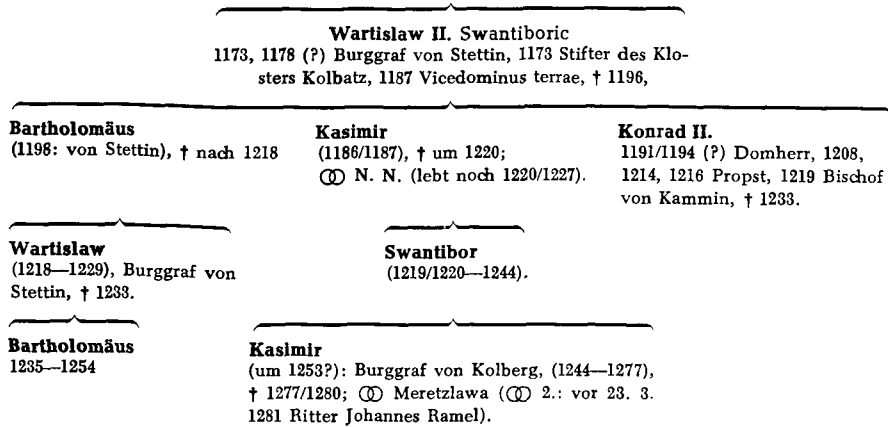 Wartislaw II. Swantiboric
1173, 1178 (?) Burggraf von Stettin, 1173 Stifter des Klo-
sters Kolbatz, 1187 Vicedominus terrae, † 1196,
Bartholomäus
(1198: von Stettin), † nach 1218
Kasimir
(1186/1187), † um 1220;
⚭ N. N. (lebt noch 1220/1227).
Konrad II.
1191/1194 (?) Domherr, 1208,
1214, 1216 Propst, 1219 Bischof
von Kammin, † 1233.
Wartislaw
(1218—1229), Burggraf von
Stettin, † 1233.
Swantibor
(1219/1220—1244).
Bartholomäus
1235—1254
Kasimir
(um 1253?): Burggraf von Kolberg, (1244—1277),
† 1277/1280; ⚭ Meretzlawa (⚭ 2.: vor 23. 3.
1281 Ritter Johannes Ramel).